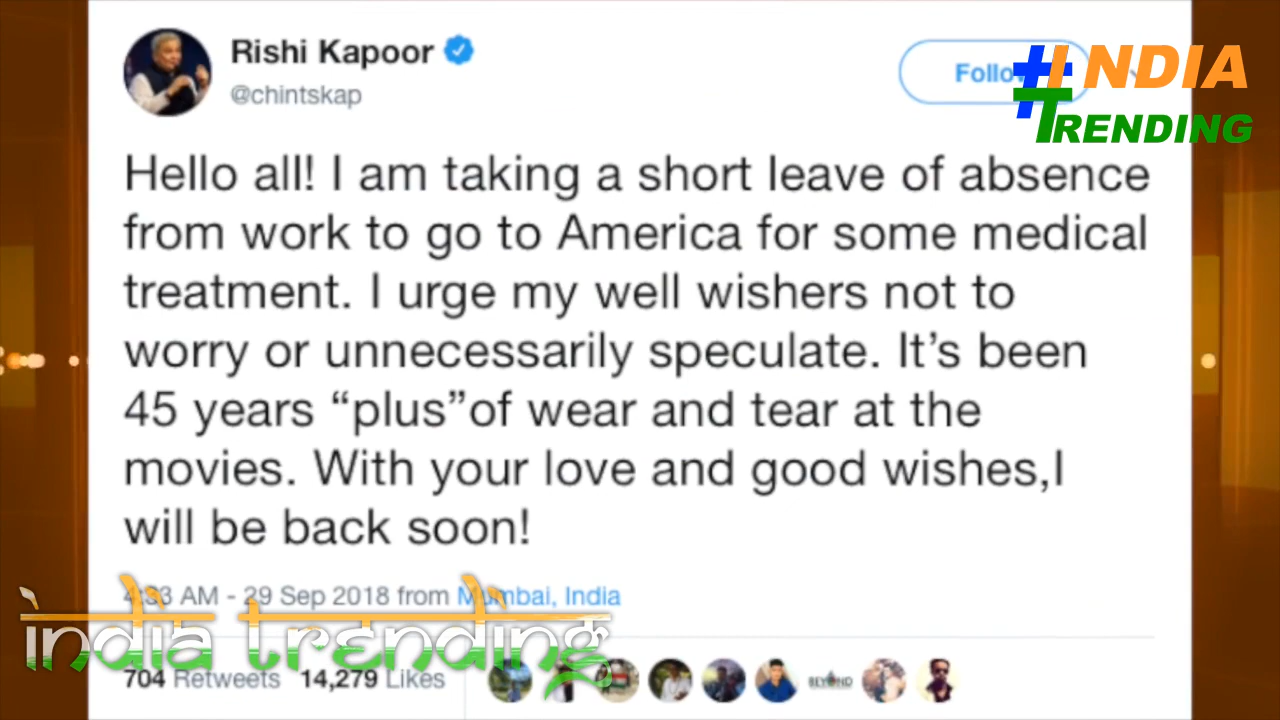 Rishi Kapoor
@chintskap
Follow
#INDIA
TRENDING
Hello all! I am taking a short leave of absence
from work to go to America for some medical
treatment. I urge my well wishers not to
worry or unnecessarily speculate. It’s been
45 years “plus”of wear and tear at the
movies. With your love and good wishes,I
will be back soon!
4:33 AM - 29 Sep 2018 from Mumbai, India
india trending
704 Retweets 14,279 Likes
BEYOND